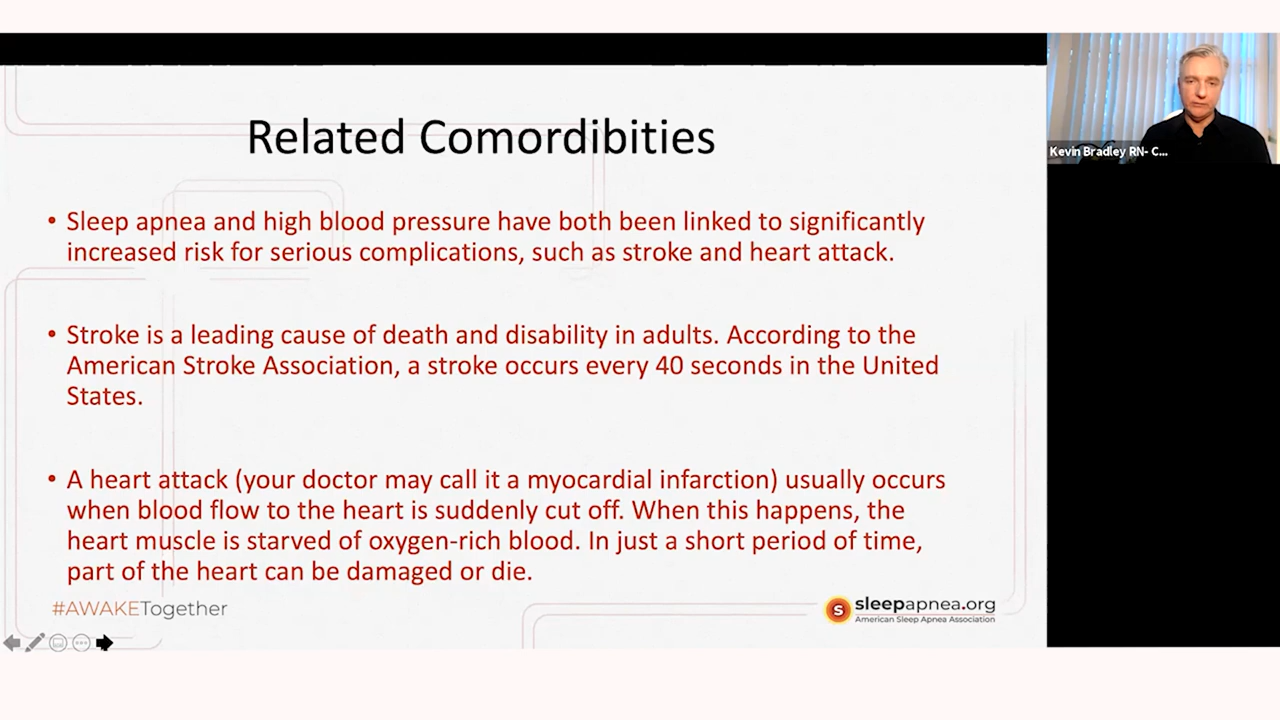 Related Comordibities
• Sleep apnea and high blood pressure have both been linked to significantly
increased risk for serious complications, such as stroke and heart attack.
• Stroke is a leading cause of death and disability in adults. According to the
American Stroke Association, a stroke occurs every 40 seconds in the United
States.
• A heart attack (your doctor may call it a myocardial infarction) usually occurs
when blood flow to the heart is suddenly cut off. When this happens, the
heart muscle is starved of oxygen-rich blood. In just a short period of time,
part of the heart can be damaged or die.
#AWAKETogether
s sleepapnea.org
American Sleep Apnea Association
Kevin Bradley RN- C...